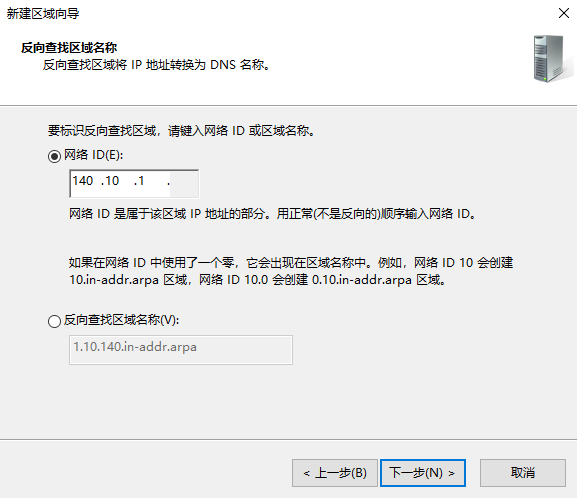 新建区域向导
反向查找区域名称
反向查找区域将 IP 地址转换为 DNS 名称。
要标识反向查找区域，请键入网络 ID 或区域名称。
网络 ID(E):
140 .10 .1 .
网络 ID 是属于该区域 IP 地址的部分。用正常(不是反向的)顺序输入网络 ID。
如果在网络 ID 中使用了一个零，它会出现在区域名称中。例如，网络 ID 10 会创建
10.in-addr.arpa 区域，网络 ID 10.0 会创建 0.10.in-addr.arpa 区域。
反向查找区域名称(V):
1.10.140.in-addr.arpa
< 上一步(B) 下一步(N) > 取消